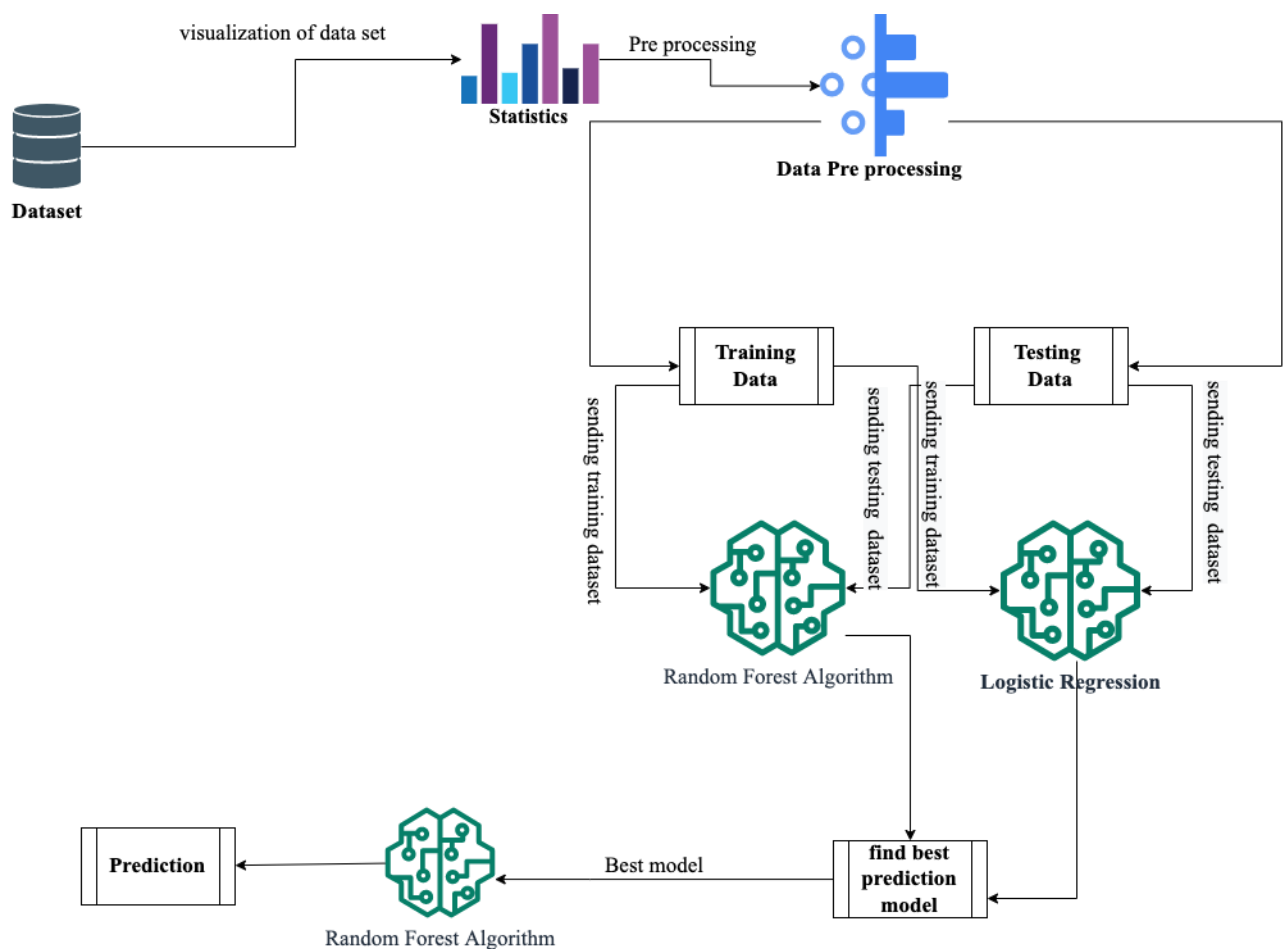 visualization of data set
Pre processing
Statistics
Data Pre processing
Dataset
Training
Data
Testing
Data
sending training dataset
sending testing dataset
sending training dataset
sending testing dataset
Random Forest Algorithm
Logistic Regression
Prediction
Best model
find best
prediction
model
Random Forest Algorithm